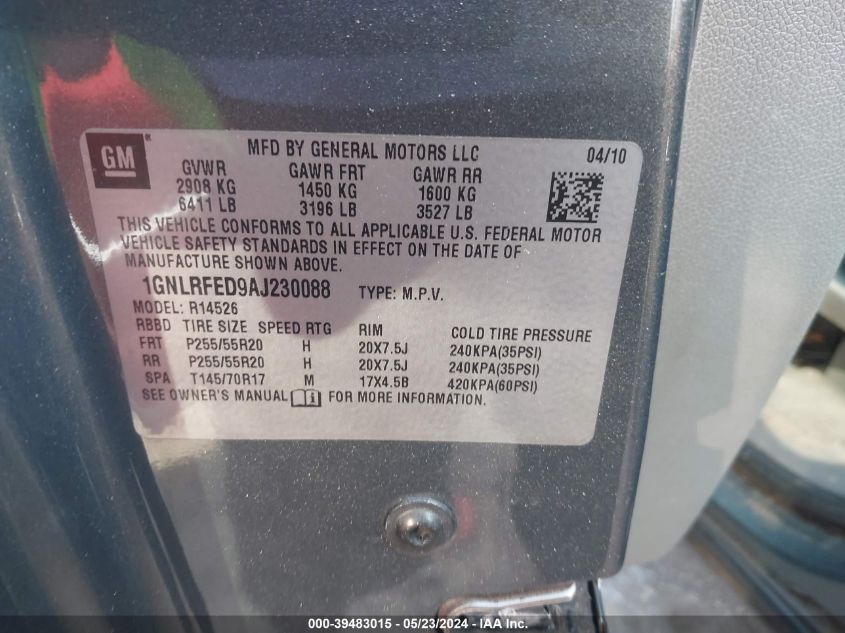 GM
MFD BY GENERAL MOTORS LLC 04/10
GVWR GAWR FRT GAWR RR
2908 KG 1450 KG 1600 KG
6411 LB 3196 LB 3527 LB
THIS VEHICLE CONFORMS TO ALL APPLICABLE U.S. FEDERAL MOTOR
VEHICLE SAFETY STANDARDS IN EFFECT ON THE DATE OF
MANUFACTURE SHOWN ABOVE.
1GNLRFED9AJ230088 TYPE: M.P.V.
MODEL: R14526
RBBD TIRE SIZE SPEED RTG RIM COLD TIRE PRESSURE
FRT P255/55R20 H 20X7.5J 240KPA(35PSI)
RR P255/55R20 H 20X7.5J 240KPA(35PSI)
SPA T145/70R17 M 17X4.5B 420KPA(60PSI)
SEE OWNER'S MANUAL i FOR MORE INFORMATION.
000-39483015 - 05/23/2024 - IAA Inc.